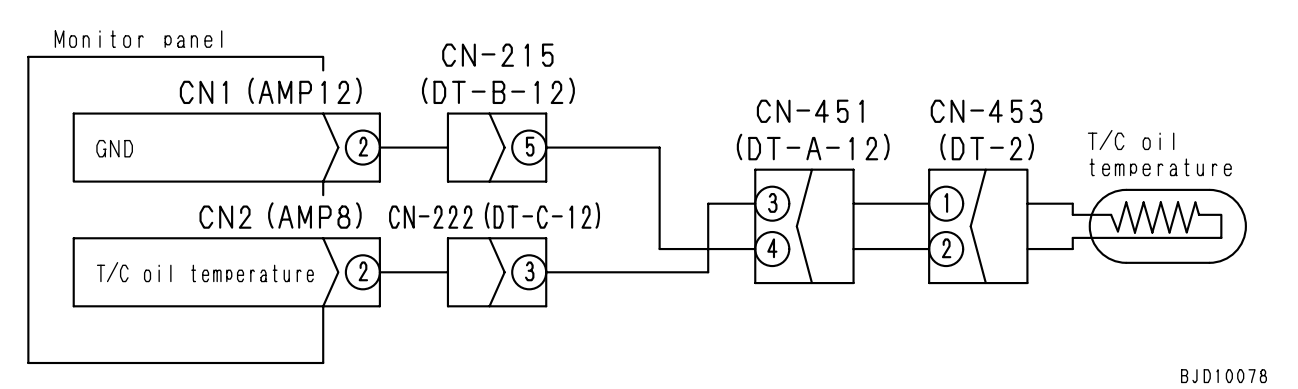 Monitor panel
CN1 (AMP12)
GND
2
CN-215
(DT-B-12)
5
CN2 (AMP8)
T/C oil temperature
2
CN-222 (DT-C-12)
3
CN-451
(DT-A-12)
3
4
CN-453
(DT-2)
1
2
T/C oil
temperature
BJD10078